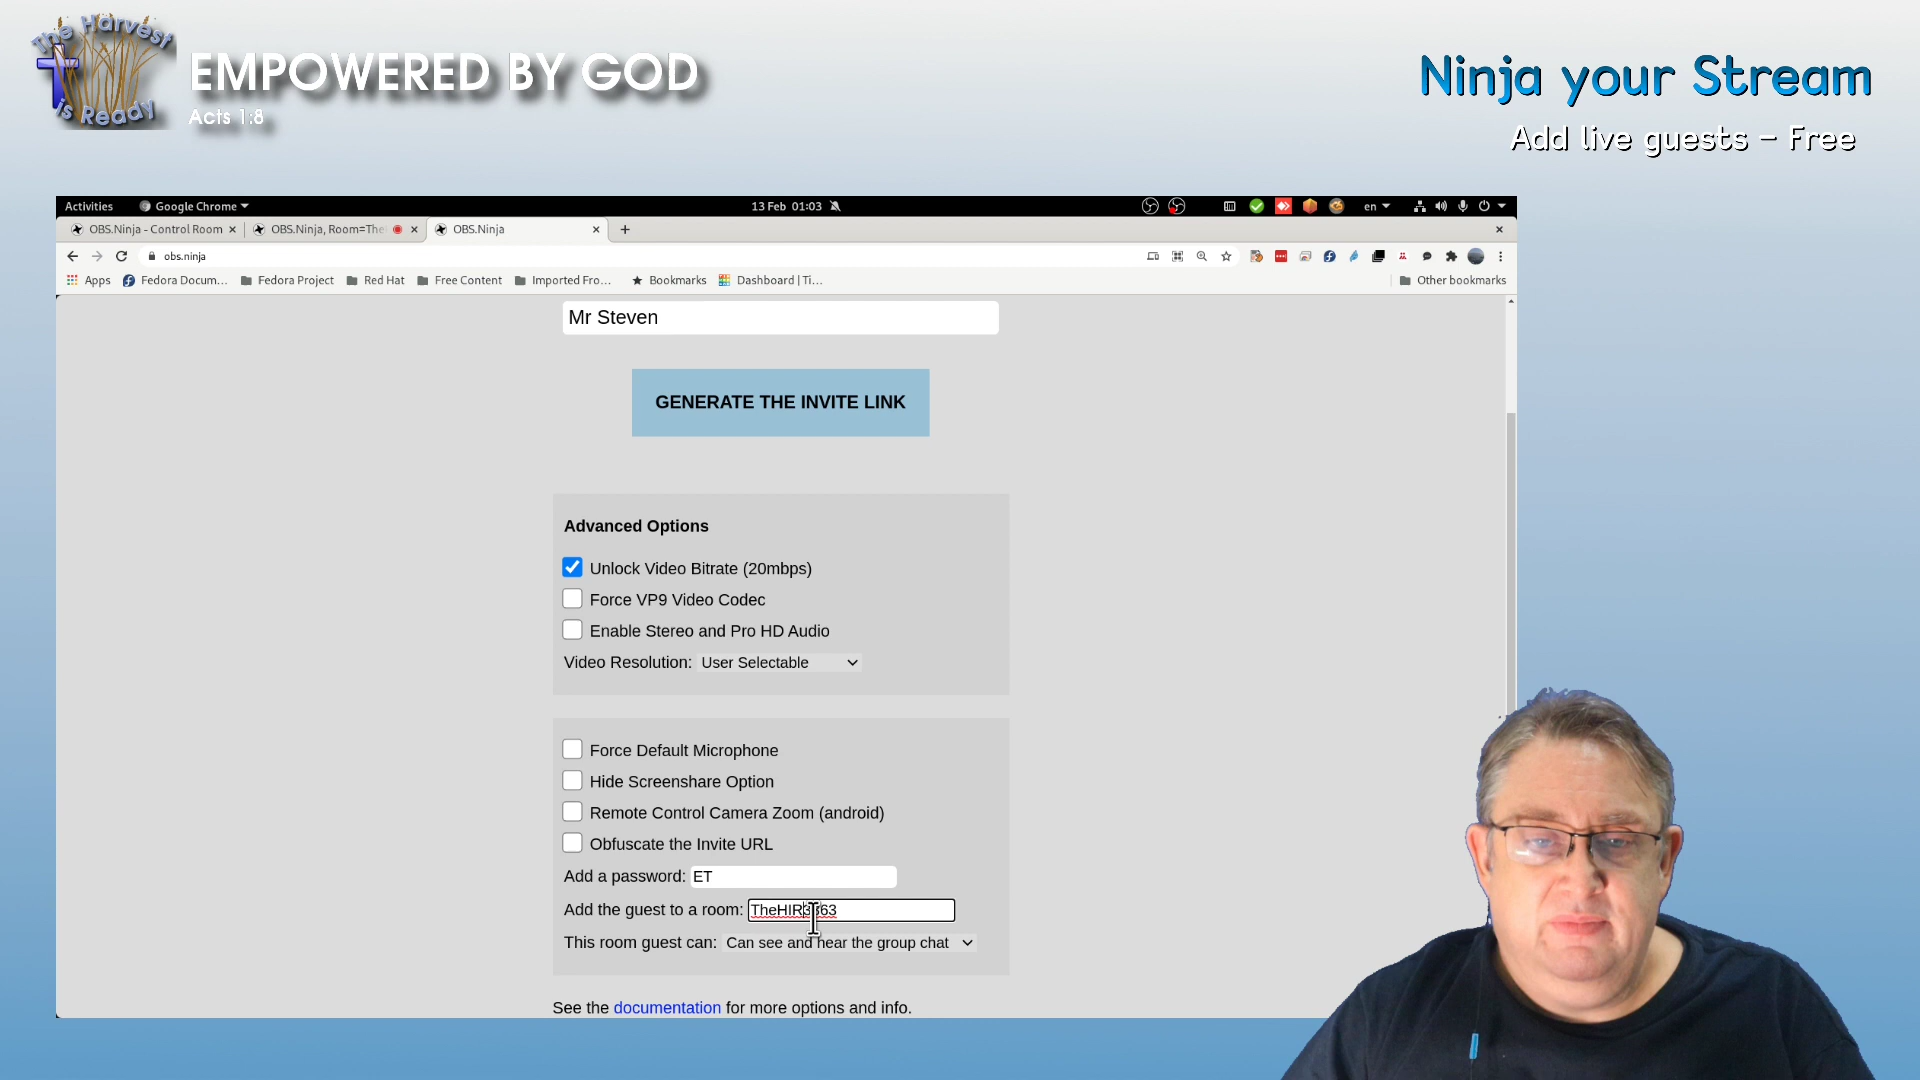 The Harvest
is Ready
EMPOWERED BY GOD
Acts 1:8
Ninja your Stream
Add live guests – Free
Activities
Google Chrome
13 Feb 01:03
en
OBS.Ninja - Control Room
OBS.Ninja, Room=The
OBS.Ninja
obs.ninja
Apps
Fedora Docum...
Fedora Project
Red Hat
Free Content
Imported Fro...
Bookmarks
Dashboard | Ti...
Other bookmarks
Mr Steven
GENERATE THE INVITE LINK
Advanced Options
Unlock Video Bitrate (20mbps)
Force VP9 Video Codec
Enable Stereo and Pro HD Audio
Video Resolution: User Selectable
Force Default Microphone
Hide Screenshare Option
Remote Control Camera Zoom (android)
Obfuscate the Invite URL
Add a password: ET
Add the guest to a room:
This room guest can: Can see and hear the group chat
See the documentation for more options and info.